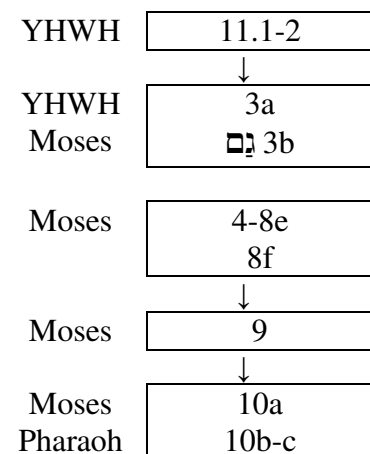 YHWH 11.1-2
↓
YHWH 3a
Moses גַּם 3b
Moses 4-8e
8f
↓
Moses 9
↓
Moses 10a
Pharaoh 10b-c